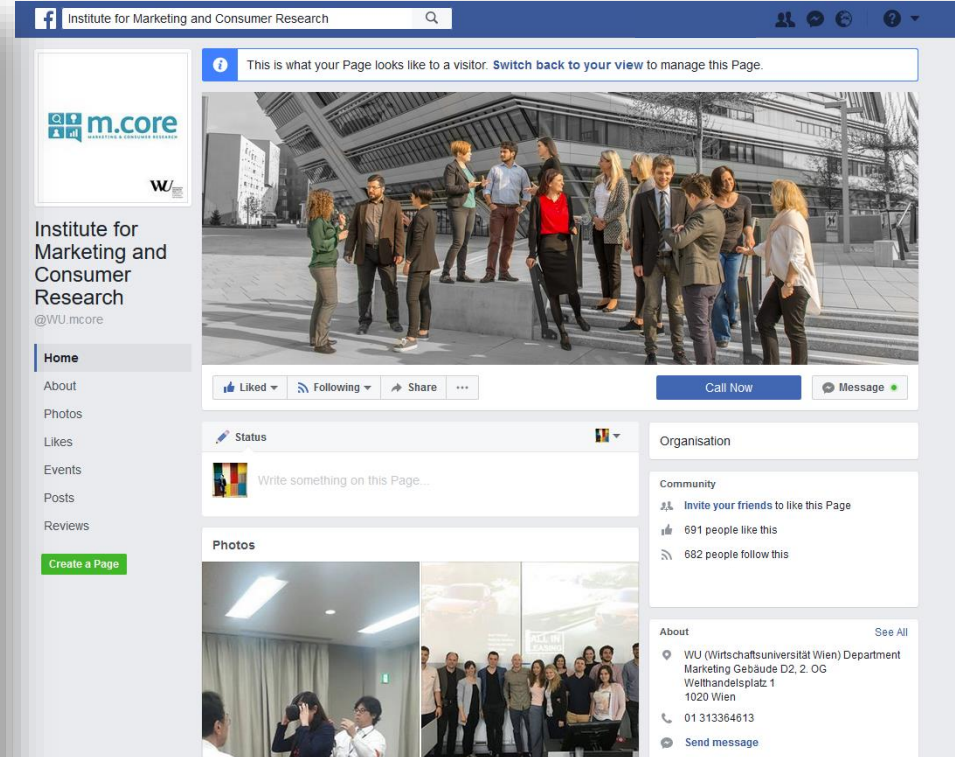 Institute for Marketing and Consumer Research
This is what your Page looks like to a visitor. Switch back to your view to manage this Page.
m.core
MARKETING & CONSUMER RESEARCH
WU
Institute for
Marketing and
Consumer
Research
@WU.mcore
Home
About
Photos
Likes
Events
Posts
Reviews
Create a Page
Liked
Following
Share
Call Now
Message
Status
Write something on this Page...
Photos
ALL IN
LEASING
Organisation
Community
Invite your friends to like this Page
691 people like this
682 people follow this
About
See All
WU (Wirtschaftsuniversität Wien) Department
Marketing Gebäude D2, 2. OG
Welthandelsplatz 1
1020 Wien
01 313364613
Send message